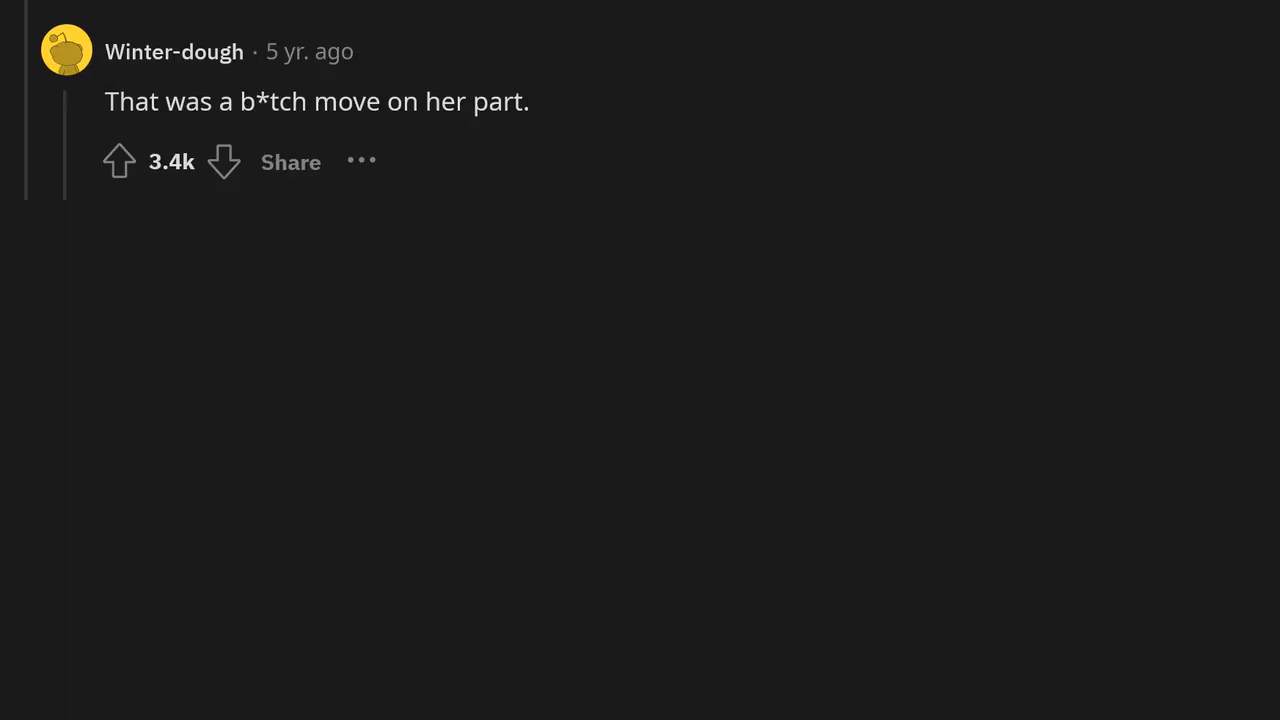 Winter-dough · 5 yr. ago
That was a b*tch move on her part.
3.4k Share •••